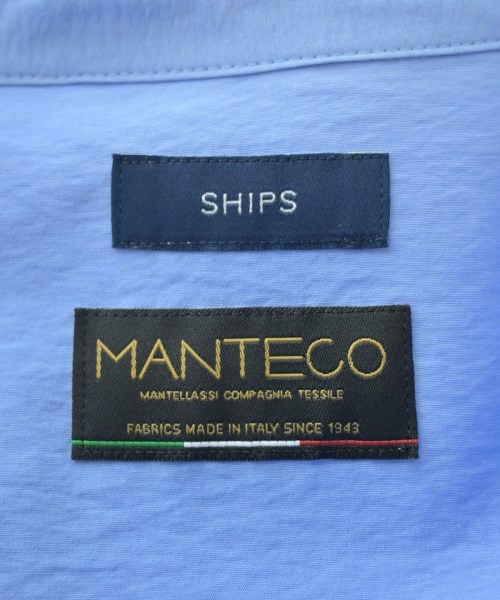 SHIPS
MANTECO
MANTELLASSI COMPAGNIA TESSILE
FABRICS MADE IN ITALY SINCE 1943